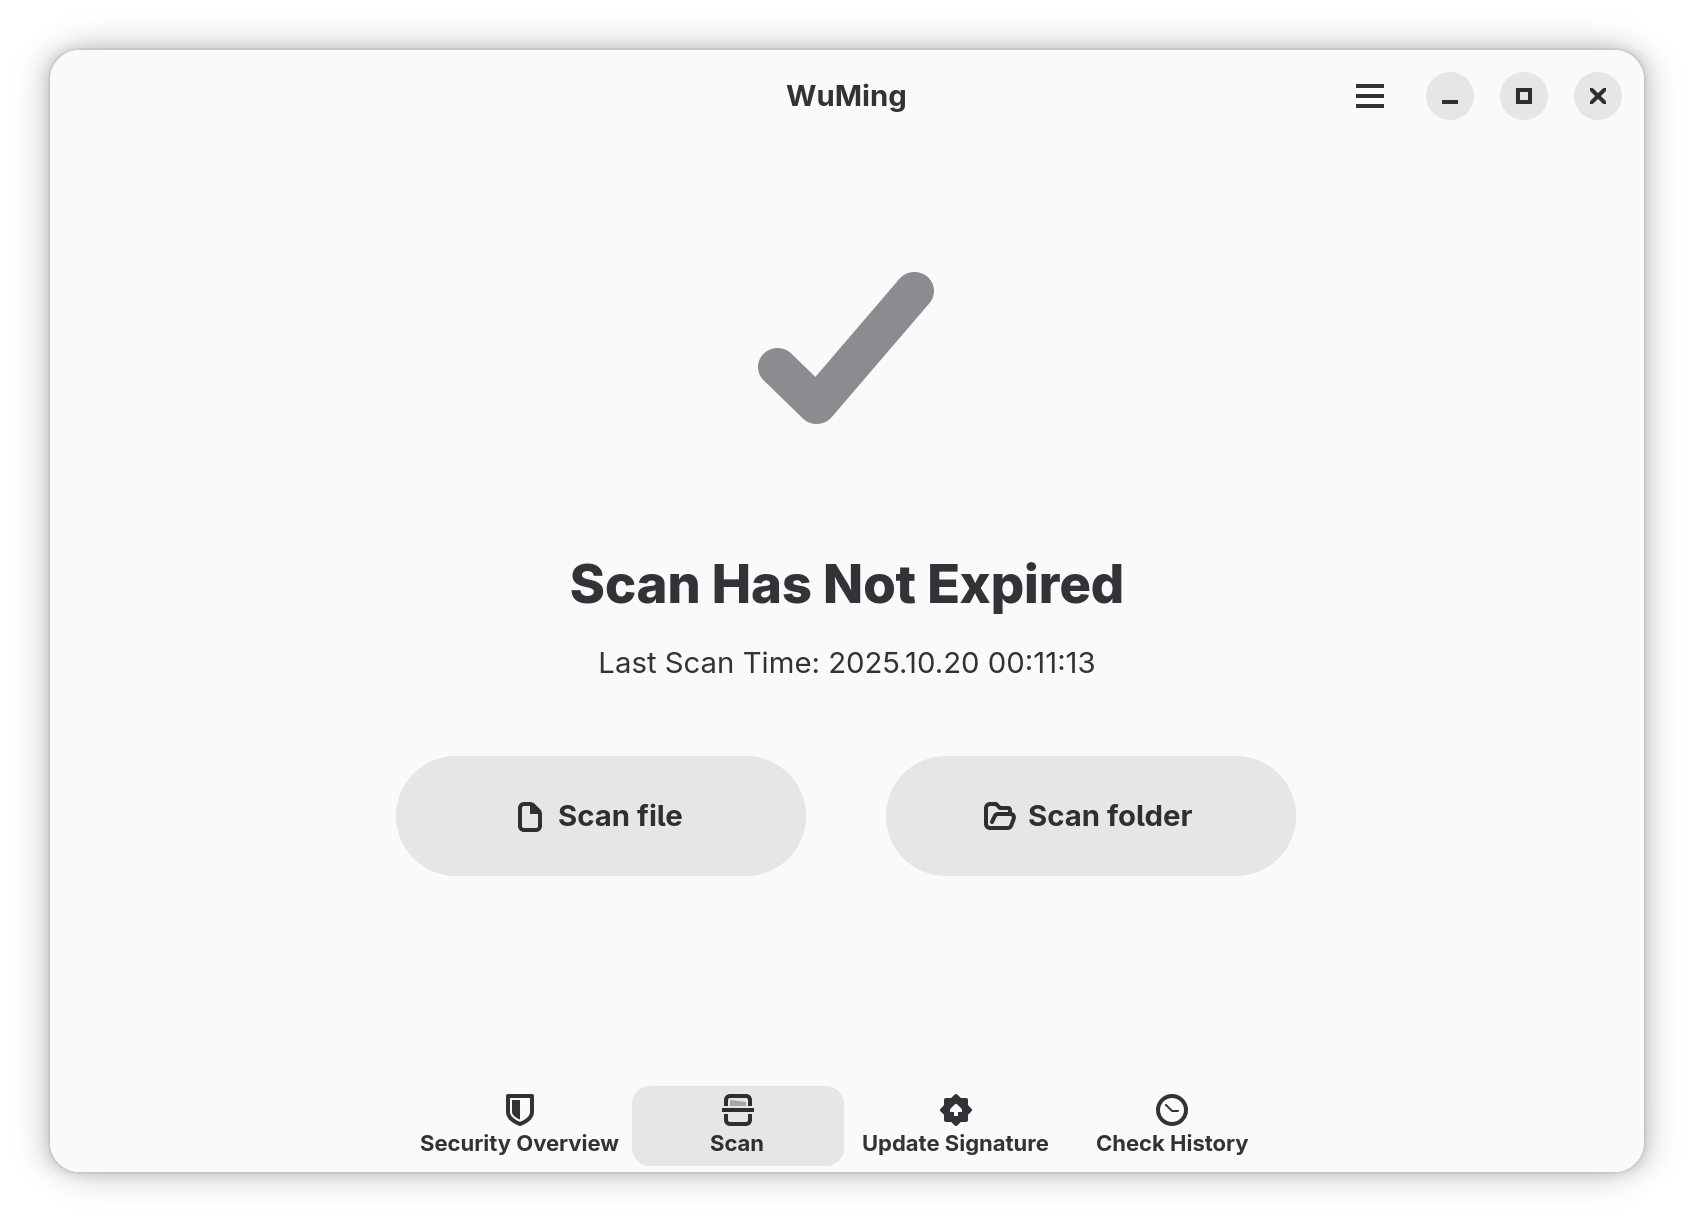 WuMing
Scan Has Not Expired
Last Scan Time: 2025.10.20 00:11:13
Scan file
Scan folder
Security Overview
Scan
Update Signature
Check History